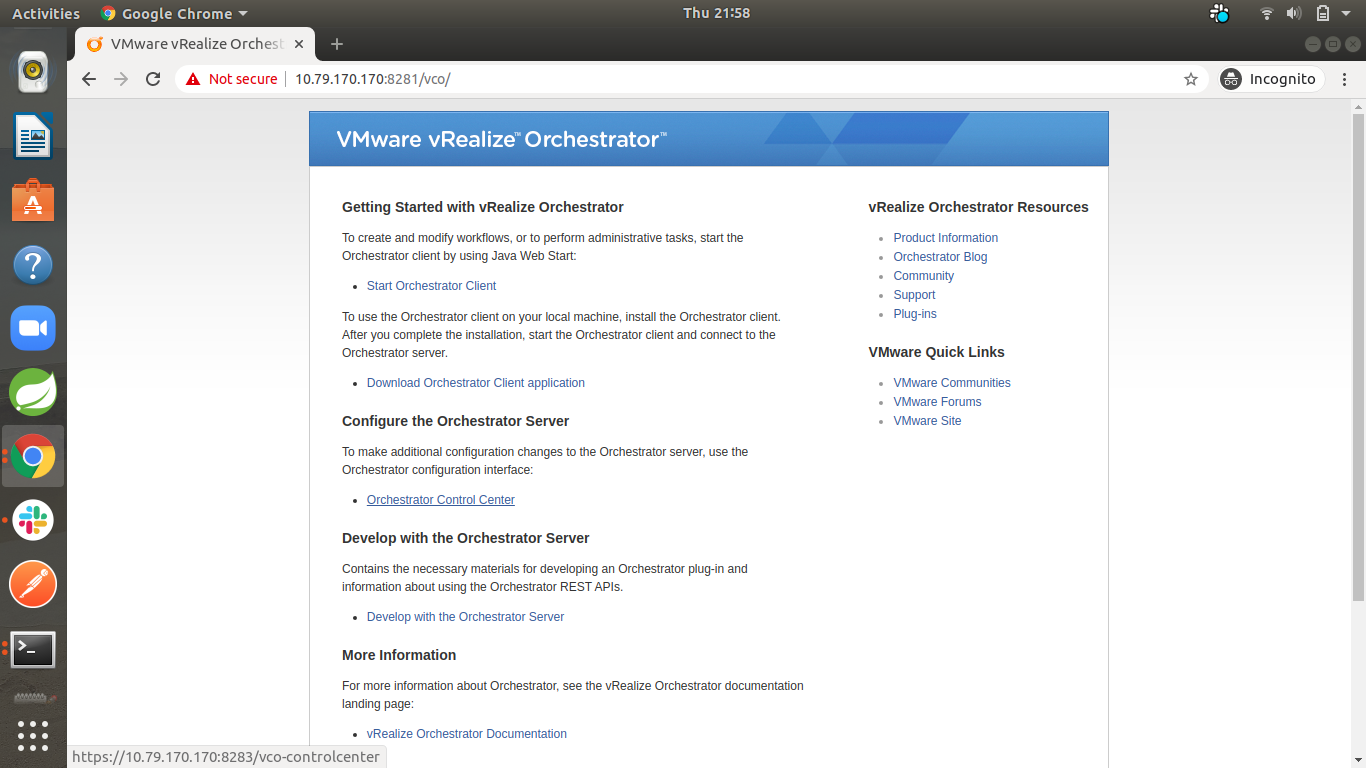 Activities
Google Chrome
Thu 21:58
VMware vRealize Orchest
Not secure
10.79.170.170:8281/vco/
Incognito
VMware vRealize™ Orchestrator™
Getting Started with vRealize Orchestrator
To create and modify workflows, or to perform administrative tasks, start the
Orchestrator client by using Java Web Start:
• Start Orchestrator Client
To use the Orchestrator client on your local machine, install the Orchestrator client.
After you complete the installation, start the Orchestrator client and connect to the
Orchestrator server.
• Download Orchestrator Client application
Configure the Orchestrator Server
To make additional configuration changes to the Orchestrator server, use the
Orchestrator configuration interface:
• Orchestrator Control Center
Develop with the Orchestrator Server
Contains the necessary materials for developing an Orchestrator plug-in and
information about using the Orchestrator REST APIs.
• Develop with the Orchestrator Server
More Information
For more information about Orchestrator, see the vRealize Orchestrator documentation
landing page:
• vRealize Orchestrator Documentation
vRealize Orchestrator Resources
• Product Information
• Orchestrator Blog
• Community
• Support
• Plug-ins
VMware Quick Links
• VMware Communities
• VMware Forums
• VMware Site
https://10.79.170.170:8283/vco-controlcenter